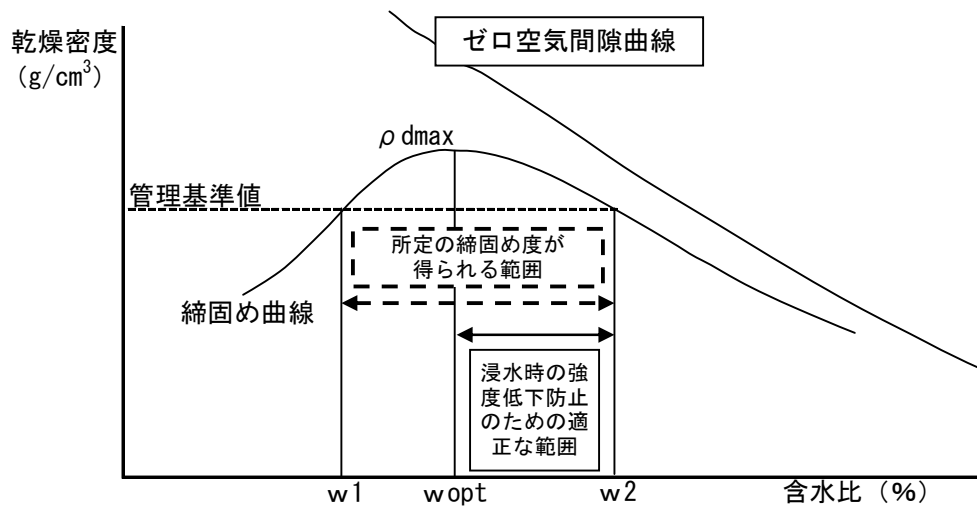 乾燥密度
(g/cm³)
ゼロ空気間隙曲線
ρdmax
管理基準値
所定の締固め度が
得られる範囲
締固め曲線
浸水時の強
度低下防止
のための適
正な範囲
w1
wopt
w2
含水比(%)